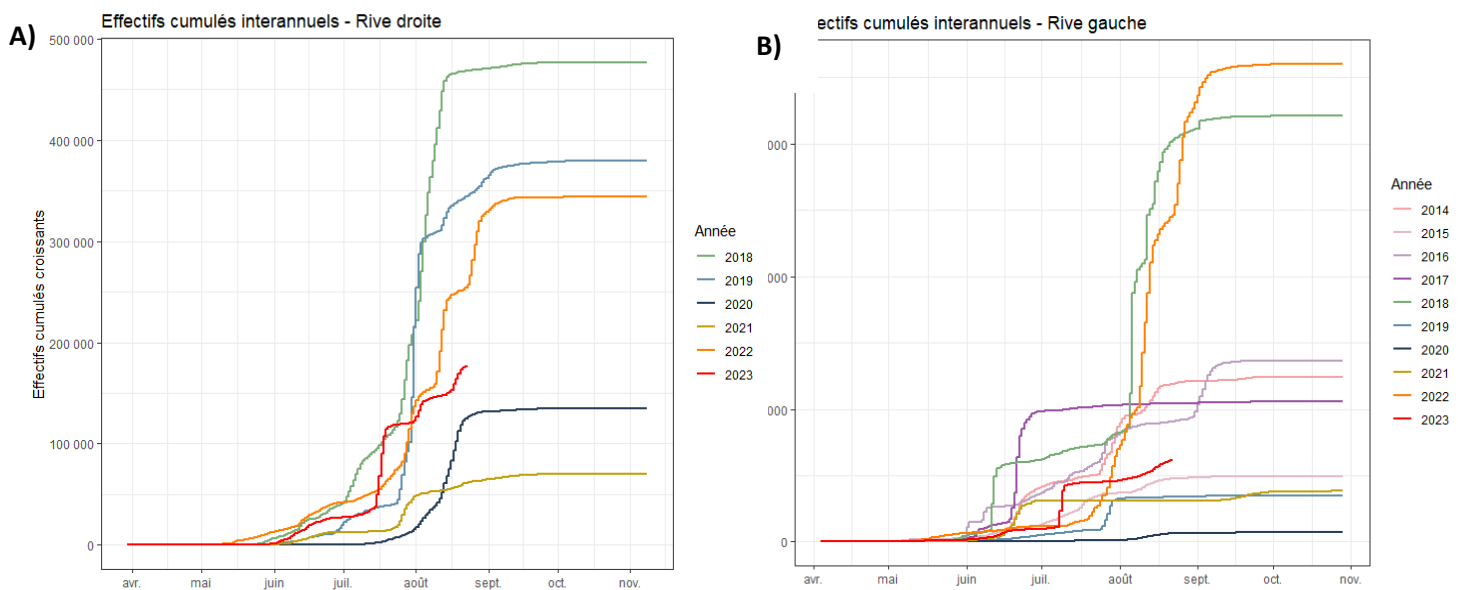 A)
Effectifs cumulés interannuels - Rive droite
Effectifs cumulés croissants
500 000
400 000
300 000
200 000
100 000
0
avr. mai juin juil. août sept. oct. nov.
Année
2018
2019
2020
2021
2022
2023
B)
ectifs cumulés interannuels - Rive gauche
000
000
000
0
avr. mai juin juil. août sept. oct. nov.
Année
2014
2015
2016
2017
2018
2019
2020
2021
2022
2023